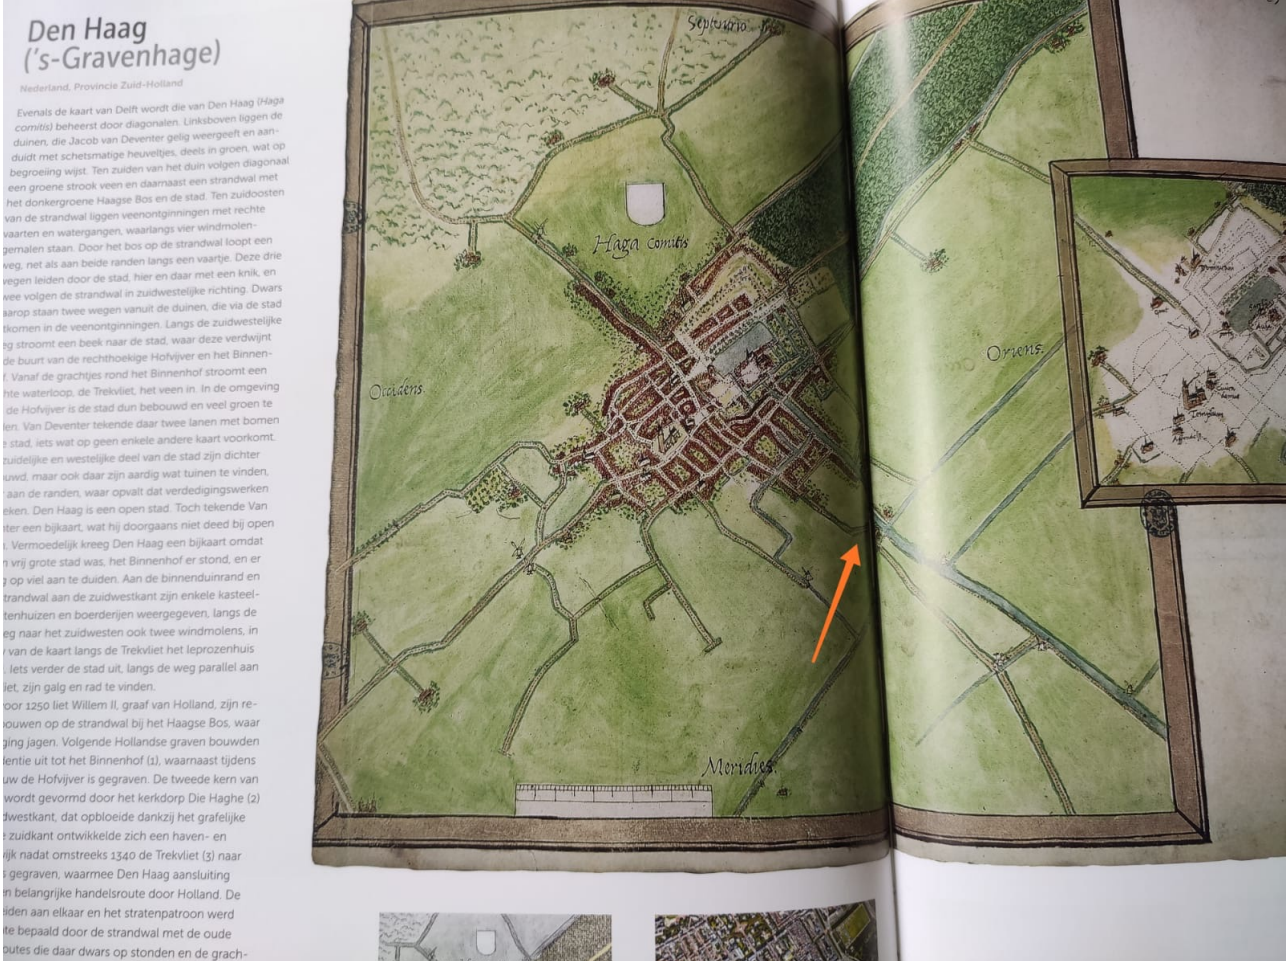 Den Haag
('s-Gravenhage)
Nederland, Provincie Zuid-Holland
Evenals de kaart van Delft wordt die van Den Haag (Haga
comitis) beheerst door diagonalen. Linksboven liggen de
duinen, die Jacob van Deventer gelig weergeeft en aan-
duidt met schetsmatige heuveltjes, deels in groen, wat op
begroeiing wijst. Ten zuiden van het duin volgen diagonaal
een groene strook veen en daarnaast een strandwal met
het donkergroene Haagse Bos en de stad. Ten zuidoosten
van de strandwal liggen veenontginningen met rechte
vaarten en watergangen, waarlangs vier windmolen-
gemalen staan. Door het bos op de strandwal loopt een
weg, net als aan beide randen langs een vaartje. Deze drie
wegen leiden door de stad, hier en daar met een knik, en
wee volgen de strandwal in zuidwestelijke richting. Dwars
aarop staan twee wegen vanuit de duinen, die via de stad
tkomen in de veenontginningen. Langs de zuidwestelijke
eg stroomt een beek naar de stad, waar deze verdwijnt
de buurt van de rechthoekige Hofvijver en het Binnen-
f. Vanaf de grachtjes rond het Binnenhof stroomt een
hte waterloop, de Trekvliet, het veen in. In de omgeving
de Hofvijver is de stad dun bebouwd en veel groen te
len. Van Deventer tekende daar twee lanen met bomen
e stad, iets wat op geen enkele andere kaart voorkomt.
zuidelijke en westelijke deel van de stad zijn dichter
ouwd, maar ook daar zijn aardig wat tuinen te vinden,
aan de randen, waar opvalt dat verdedigingswerken
eken. Den Haag is een open stad. Toch tekende Van
nter een bijkaart, wat hij doorgaans niet deed bij open
. Vermoedelijk kreeg Den Haag een bijkaart omdat
n vrij grote stad was, het Binnenhof er stond, en er
g op viel aan te duiden. Aan de binnenduinrand en
trandwal aan de zuidwestkant zijn enkele kasteel-
tenhuizen en boerderijen weergegeven, langs de
eg naar het zuidwesten ook twee windmolens, in
van de kaart langs de Trekvliet het leprozenhuis
. Iets verder de stad uit, langs de weg parallel aan
liet, zijn galg en rad te vinden.
oor 1250 liet Willem II, graaf van Holland, zijn re-
ouwen op de strandwal bij het Haagse Bos, waar
ging jagen. Volgende Hollandse graven bouwden
dentie uit tot het Binnenhof (1), waarnaast tijdens
uw de Hofvijver is gegraven. De tweede kern van
wordt gevormd door het kerkdorp Die Haghe (2)
dwestkant, dat opbloeide dankzij het grafelijke
e zuidkant ontwikkelde zich een haven- en
ijk nadat omstreeks 1340 de Trekvliet (3) naar
s gegraven, waarmee Den Haag aansluiting
en belangrijke handelsroute door Holland. De
eiden aan elkaar en het stratenpatroon werd
te bepaald door de strandwal met de oude
outes die daar dwars op stonden en de grach-
Haga Comitis
Occidens.
Oriens.
Meridies.